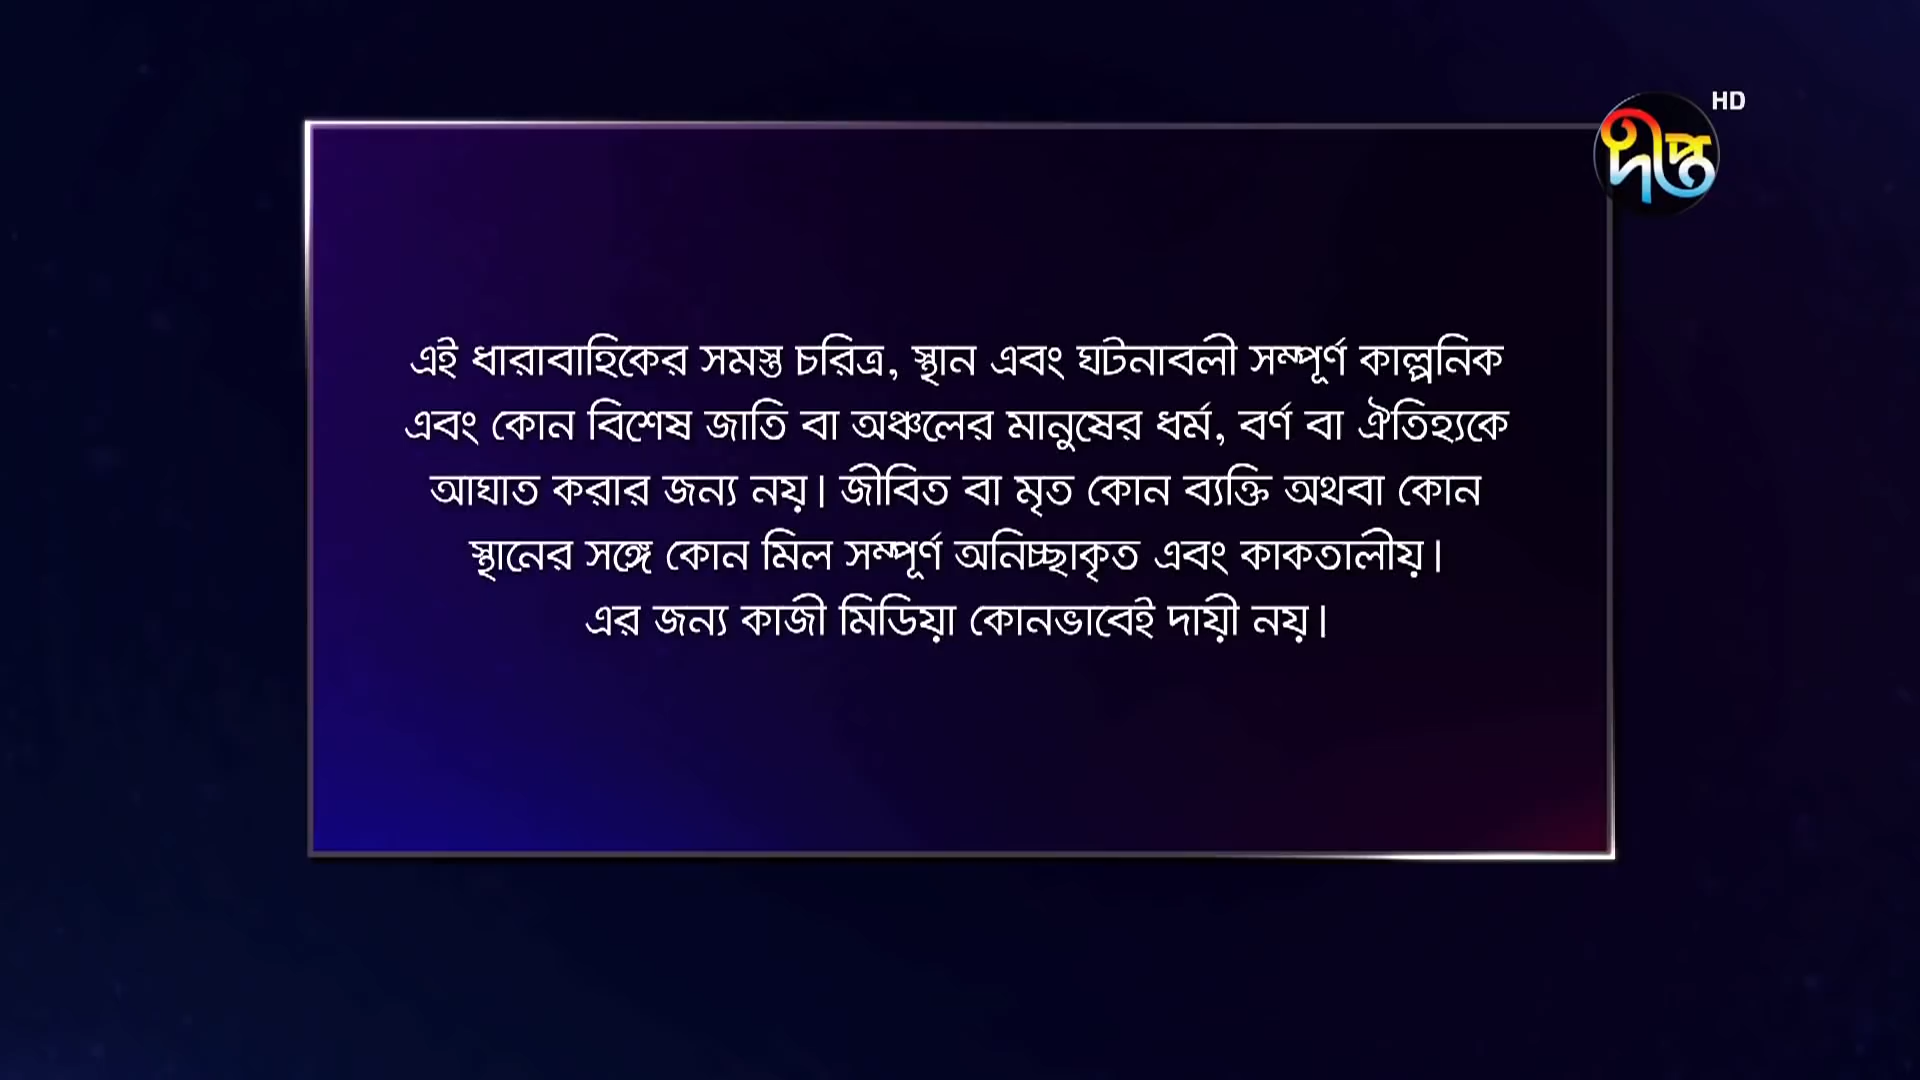 HD
দীপ্ত
এই ধারাবাহিকের সমস্ত চরিত্র, স্থান এবং ঘটনাবলী সম্পূর্ণ কাল্পনিক
এবং কোন বিশেষ জাতি বা অঞ্চলের মানুষের ধর্ম, বর্ণ বা ঐতিহ্যকে
আঘাত করার জন্য নয়। জীবিত বা মৃত কোন ব্যক্তি অথবা কোন
স্থানের সঙ্গে কোন মিল সম্পূর্ণ অনিচ্ছাকৃত এবং কাকতালীয়।
এর জন্য কাজী মিডিয়া কোনভাবেই দায়ী নয়।